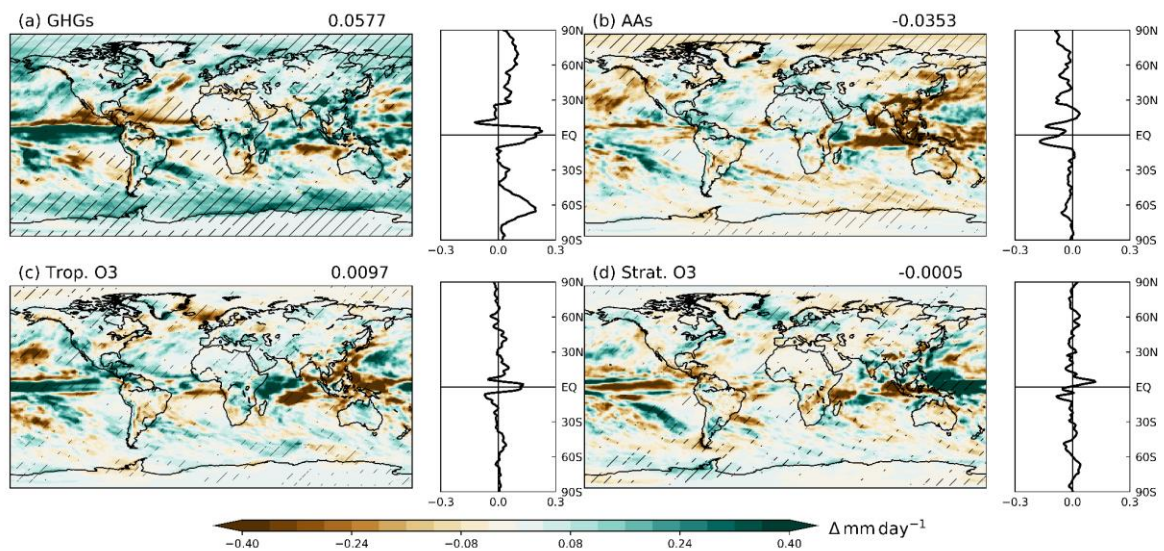 (a) GHGs 0.0577
90N
60N
30N
EQ
30S
60S
90S
−0.3 0.0 0.3
(b) AAs -0.0353
90N
60N
30N
EQ
30S
60S
90S
−0.3 0.0 0.3
(c) Trop. O3 0.0097
90N
60N
30N
EQ
30S
60S
90S
−0.3 0.0 0.3
(d) Strat. O3 -0.0005
90N
60N
30N
EQ
30S
60S
90S
−0.3 0.0 0.3
−0.40 −0.24 −0.08 0.08 0.24 0.40
Δ mm day⁻¹